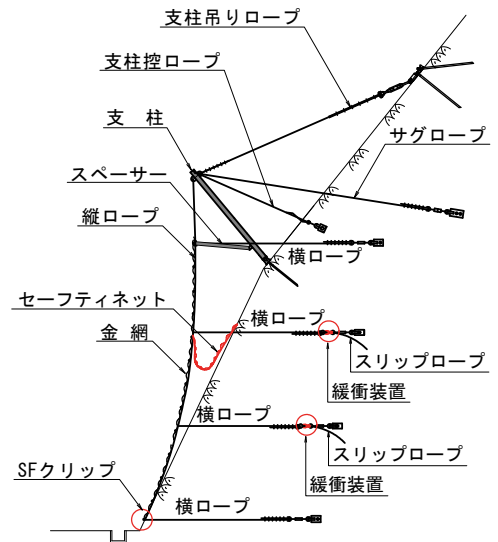 支柱吊りロープ
支柱控ロープ
支 柱
サグロープ
スペーサー
縦ロープ
横ロープ
セーフティネット
横ロープ
金 網
スリップロープ
緩衝装置
横ロープ
スリップロープ
SFクリップ
緩衝装置
横ロープ